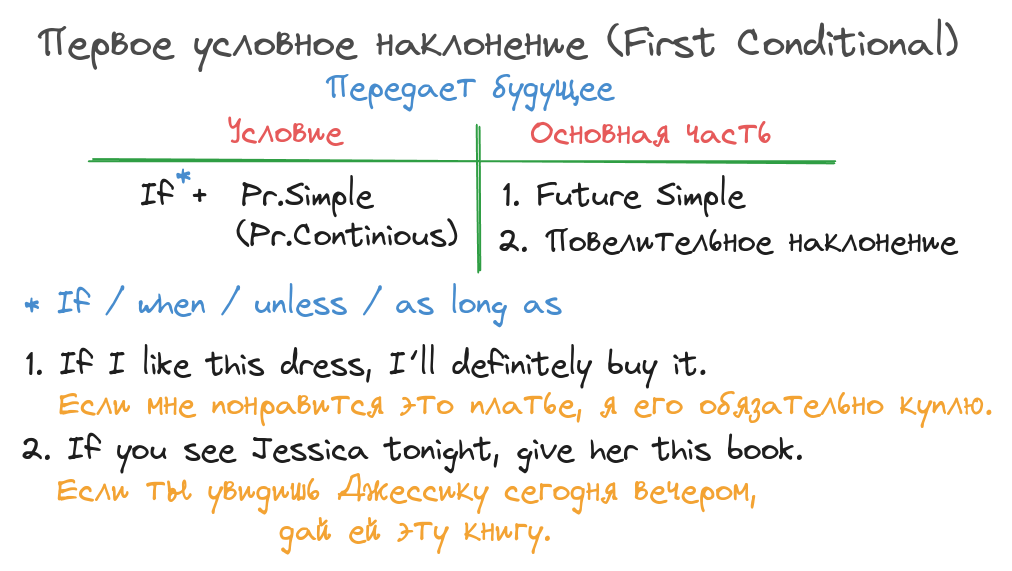 Первое условное наклонение (First Conditional)
Передает будущее
Условие
Основная часть
If* + Pr.Simple
(Pr.Continious)
1. Future Simple
2. Повелительное наклонение
* If / when / unless / as long as
1. If I like this dress, I'll definitely buy it.
Если мне понравится это платье, я его обязательно куплю.
2. If you see Jessica tonight, give her this book.
Если ты увидишь Джессику сегодня вечером,
дай ей эту книгу.